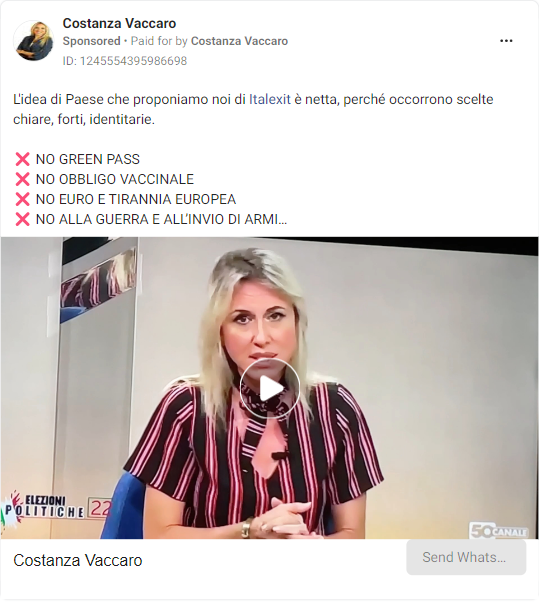 Costanza Vaccaro
Sponsored • Paid for by Costanza Vaccaro
ID: 1245554395986698
L'idea di Paese che proponiamo noi di Italexit è netta, perché occorrono scelte
chiare, forti, identitarie.
❌ NO GREEN PASS
❌ NO OBBLIGO VACCINALE
❌ NO EURO E TIRANNIA EUROPEA
❌ NO ALLA GUERRA E ALL'INVIO DI ARMI...
ELEZIONI
POLITICHE 22
50 CANALE
Costanza Vaccaro
Send Whats...